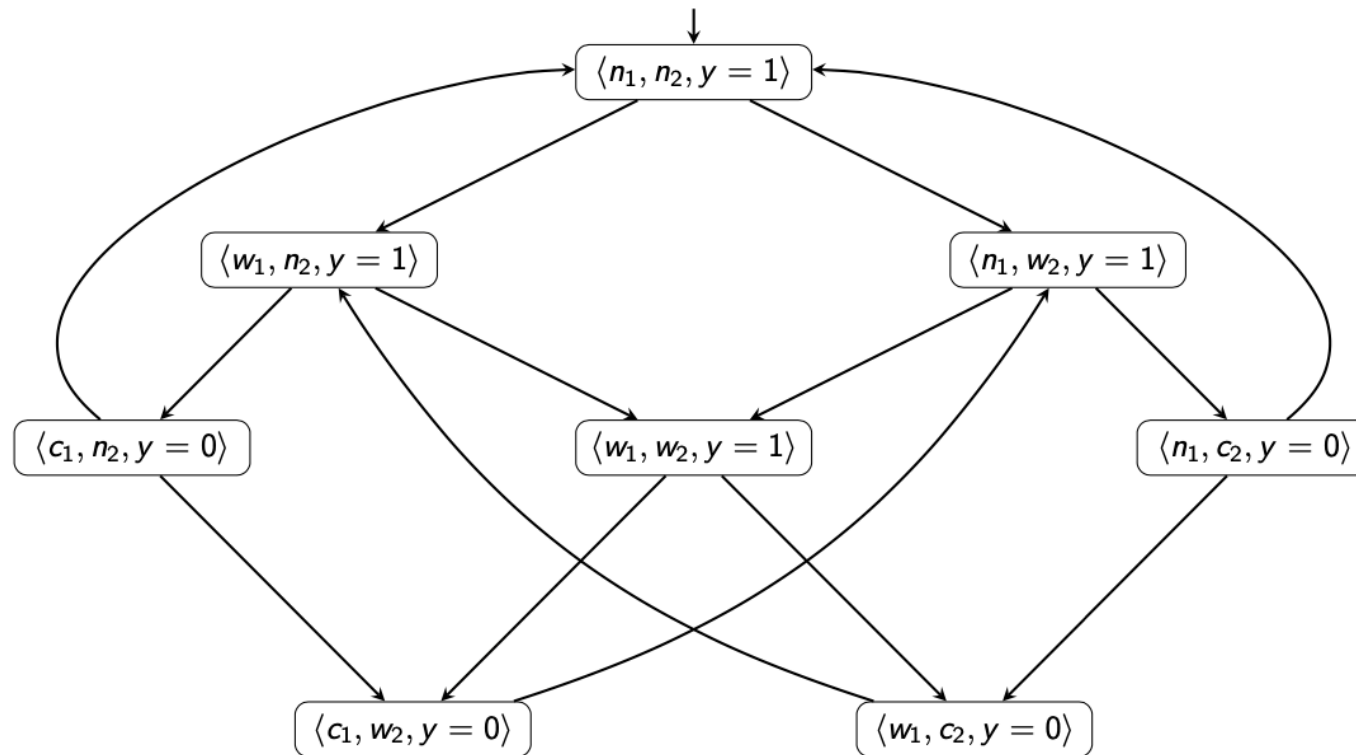 ⟨n₁, n₂, y = 1⟩
⟨w₁, n₂, y = 1⟩
⟨n₁, w₂, y = 1⟩
⟨c₁, n₂, y = 0⟩
⟨w₁, w₂, y = 1⟩
⟨n₁, c₂, y = 0⟩
⟨c₁, w₂, y = 0⟩
⟨w₁, c₂, y = 0⟩